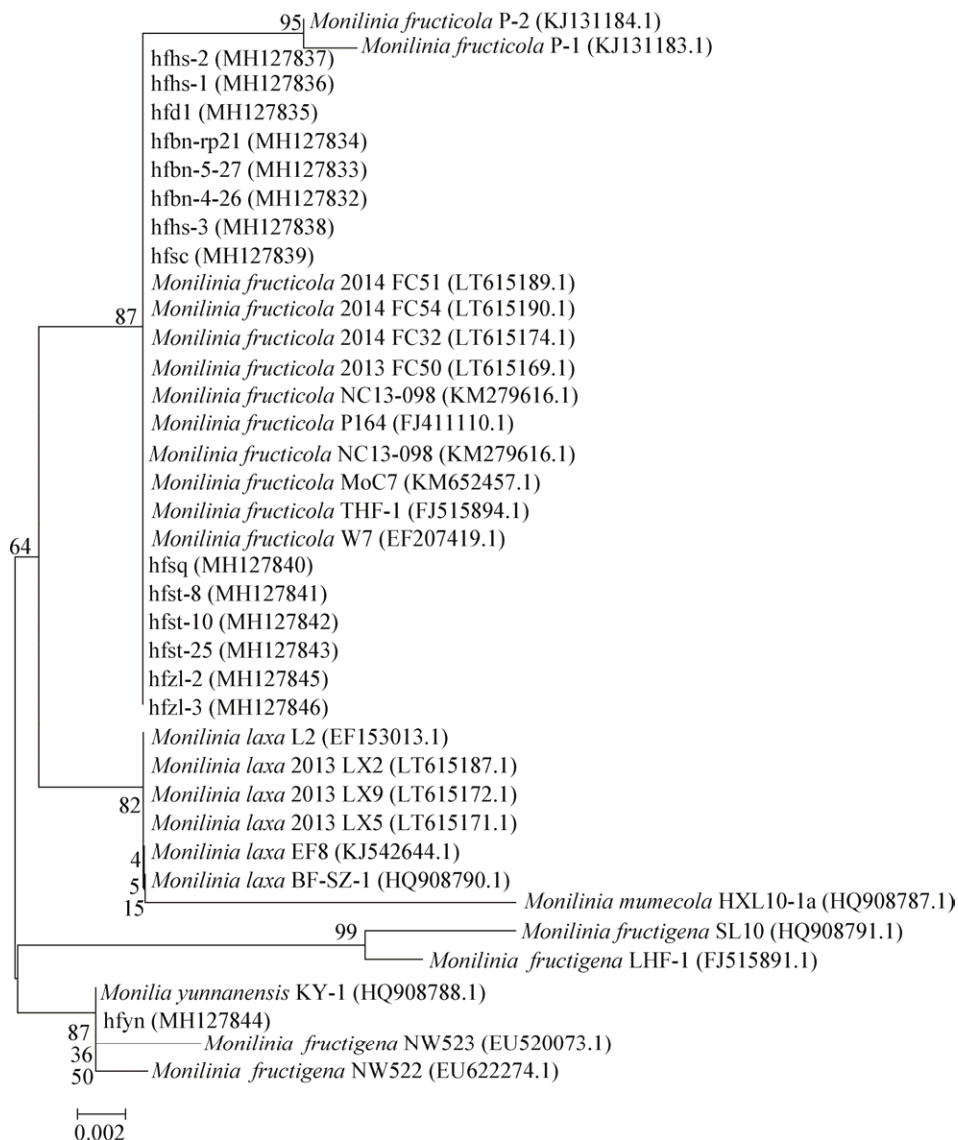 95
Monilinia fructicola P-2 (KJ131184.1)
Monilinia fructicola P-1 (KJ131183.1)
hfhs-2 (MH127837)
hfhs-1 (MH127836)
hfd1 (MH127835)
hfbn-rp21 (MH127834)
hfbn-5-27 (MH127833)
hfbn-4-26 (MH127832)
hfhs-3 (MH127838)
hfsc (MH127839)
Monilinia fructicola 2014 FC51 (LT615189.1)
Monilinia fructicola 2014 FC54 (LT615190.1)
87
Monilinia fructicola 2014 FC32 (LT615174.1)
Monilinia fructicola 2013 FC50 (LT615169.1)
Monilinia fructicola NC13-098 (KM279616.1)
Monilinia fructicola P164 (FJ411110.1)
Monilinia fructicola NC13-098 (KM279616.1)
Monilinia fructicola MoC7 (KM652457.1)
Monilinia fructicola THF-1 (FJ515894.1)
Monilinia fructicola W7 (EF207419.1)
64
hfsq (MH127840)
hfst-8 (MH127841)
hfst-10 (MH127842)
hfst-25 (MH127843)
hfzl-2 (MH127845)
hfzl-3 (MH127846)
Monilinia laxa L2 (EF153013.1)
Monilinia laxa 2013 LX2 (LT615187.1)
Monilinia laxa 2013 LX9 (LT615172.1)
82
Monilinia laxa 2013 LX5 (LT615171.1)
4
Monilinia laxa EF8 (KJ542644.1)
5
Monilinia laxa BF-SZ-1 (HQ908790.1)
15
Monilinia mumecola HXL10-1a (HQ908787.1)
99
Monilinia fructigena SL10 (HQ908791.1)
Monilinia fructigena LHF-1 (FJ515891.1)
Monilia yunnanensis KY-1 (HQ908788.1)
hfyn (MH127844)
87
Monilinia fructigena NW523 (EU520073.1)
36
Monilinia fructigena NW522 (EU622274.1)
50
0.002